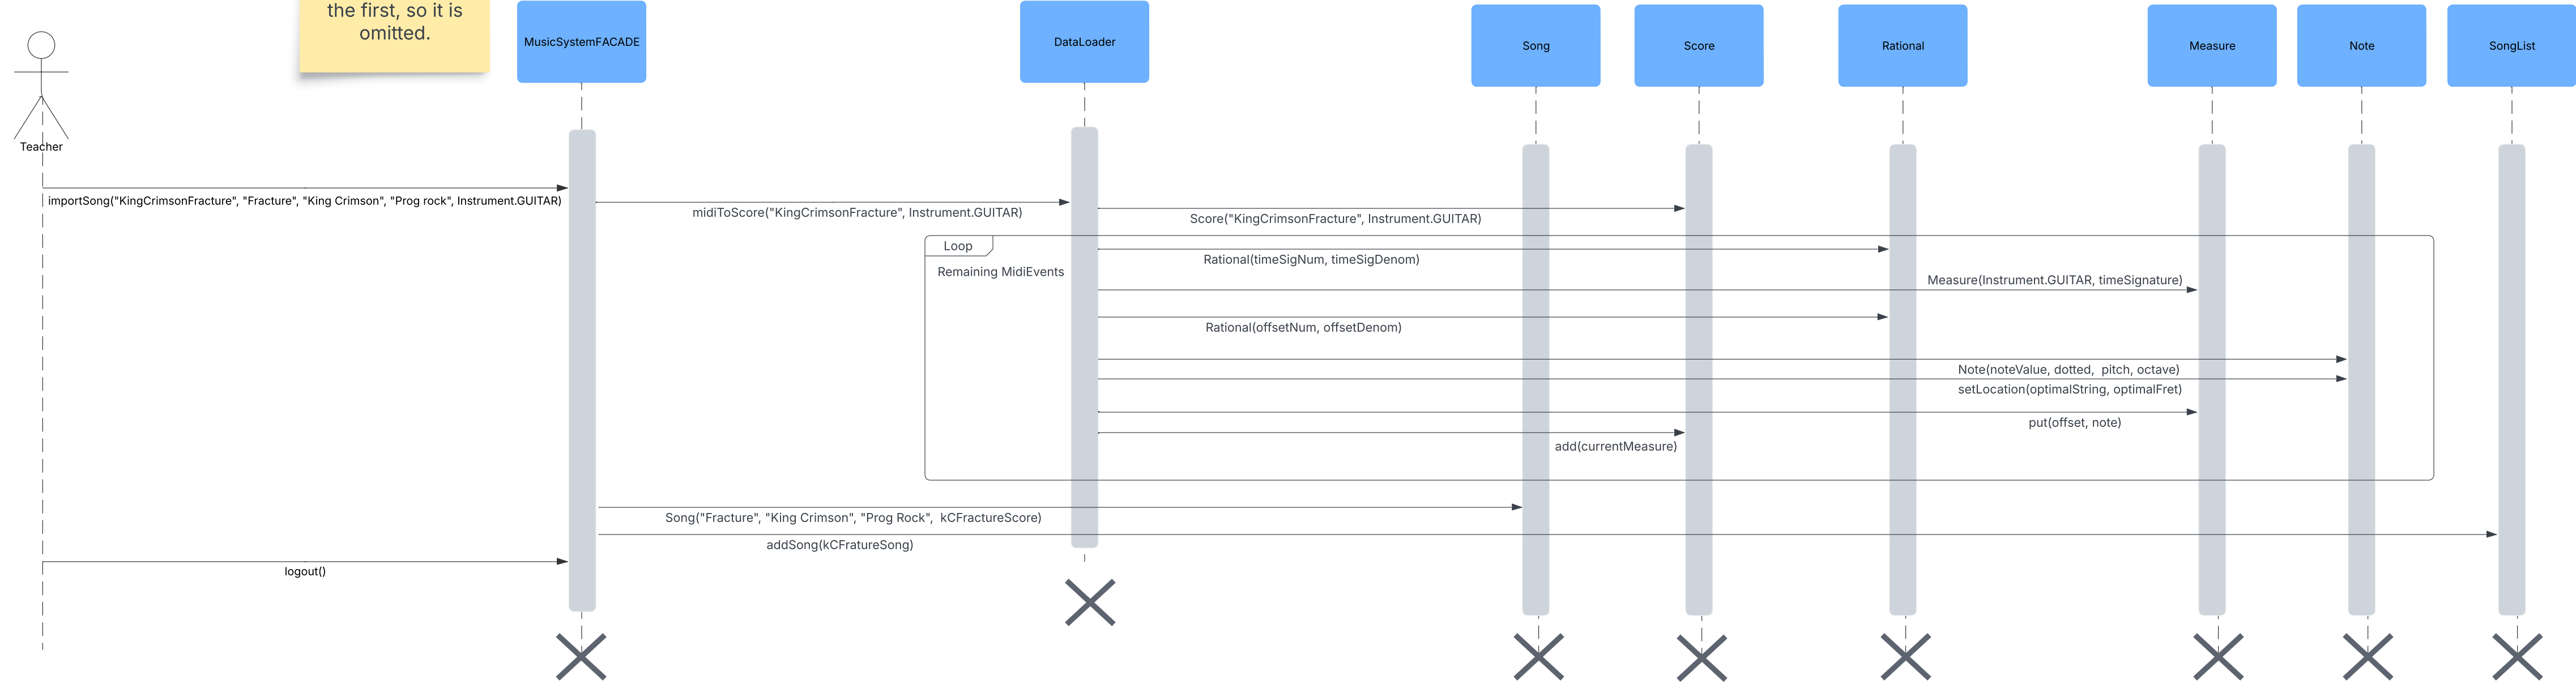 the first, so it is
omitted.
MusicSystemFACADE
DataLoader
Song
Score
Rational
Measure
Note
SongList
Teacher
importSong("KingCrimsonFracture", "Fracture", "King Crimson", "Prog rock", Instrument.GUITAR)
midiToScore("KingCrimsonFracture", Instrument.GUITAR)
Score("KingCrimsonFracture", Instrument.GUITAR)
Loop
Remaining MidiEvents
Rational(timeSigNum, timeSigDenom)
Measure(Instrument.GUITAR, timeSignature)
Rational(offsetNum, offsetDenom)
Note(noteValue, dotted,  pitch, octave)
setLocation(optimalString, optimalFret)
put(offset, note)
add(currentMeasure)
Song("Fracture", "King Crimson", "Prog Rock",  kCFractureScore)
addSong(kCFratureSong)
logout()